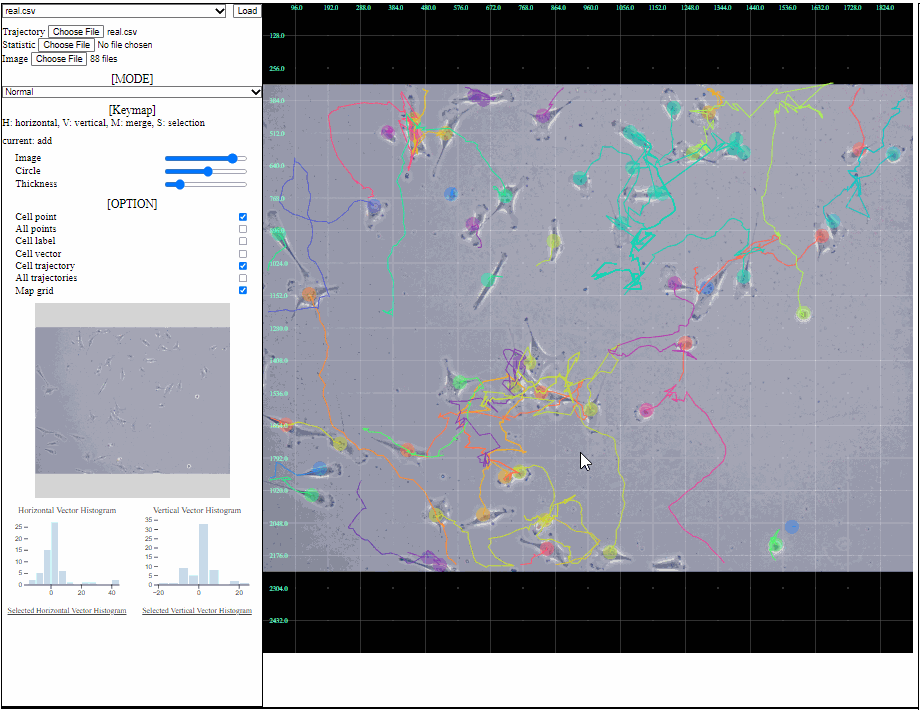 real.csv Load
Trajectory Choose File real.csv
Statistic Choose File No file chosen
Image Choose File 88 files
[MODE]
Normal
[Keymap]
H: horizontal, V: vertical, M: merge, S: selection
current: add
Image
Circle
Thickness
[OPTION]
Cell point
All points
Cell label
Cell vector
Cell trajectory
All trajectories
Map grid
Horizontal Vector Histogram
25
20
15
10
5
0
0 20 40
Selected Horizontal Vector Histogram
Vertical Vector Histogram
35
30
25
20
15
10
5
0
−20 0 20
Selected Vertical Vector Histogram
96.0 192.0 288.0 384.0 480.0 576.0 672.0 768.0 864.0 960.0 1056.0 1152.0 1248.0 1344.0 1440.0 1536.0 1632.0 1728.0 1824.0
128.0
256.0
384.0
512.0
640.0
768.0
896.0
1024.0
1152.0
1280.0
1408.0
1536.0
1664.0
1792.0
1920.0
2048.0
2176.0
2304.0
2432.0